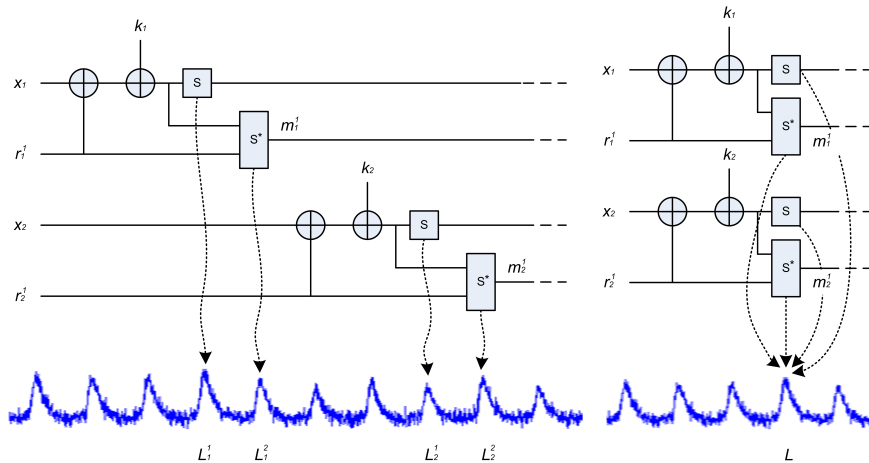 k₁
x₁ S
S* m₁¹
r₁¹
k₂
x₂ S
S* m₂¹
r₂¹
L₁¹ L₁² L₂¹ L₂²
k₁
x₁ S
S* m₁¹
r₁¹
k₂
x₂ S
S* m₂¹
r₂¹
L